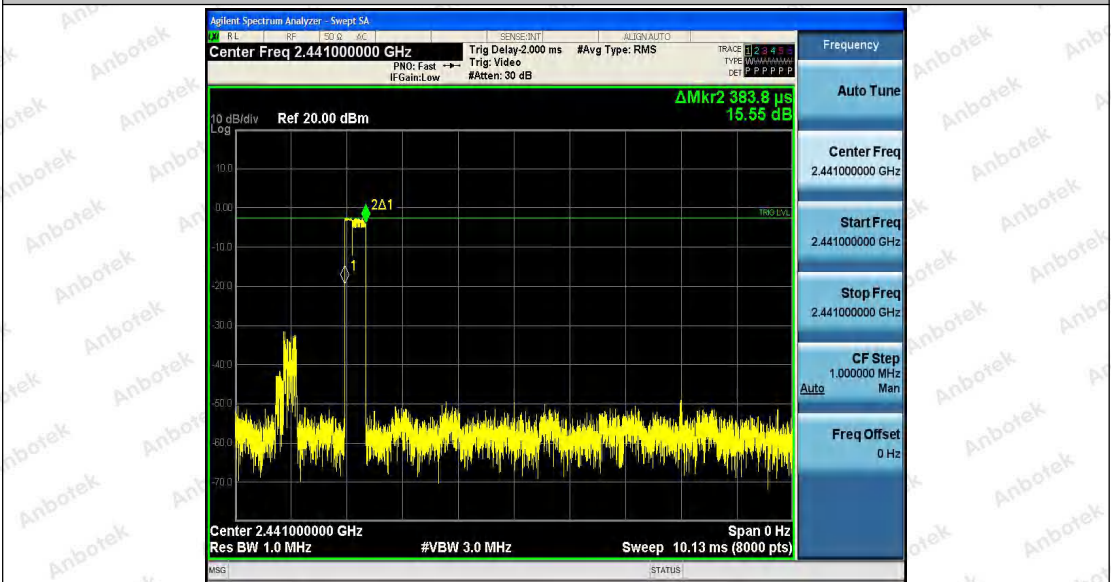 Agilent Spectrum Analyzer - Swept SA
RL RF 50 Ω AC SENSE:INT ALIGN AUTO
Center Freq 2.441000000 GHz
PNO: Fast
IFGain:Low
Trig Delay-2.000 ms
Trig: Video
#Atten: 30 dB
#Avg Type: RMS
TRACE 1 2 3 4 5 6
TYPE
DET P P P P P P
ΔMkr2 383.8 µs
15.55 dB
10 dB/div Ref 20.00 dBm
Log
10.0
0.00
-10.0
-20.0
-30.0
-40.0
-50.0
-60.0
-70.0
2Δ1
TRIG LVL
1
Center 2.441000000 GHz Span 0 Hz
Res BW 1.0 MHz #VBW 3.0 MHz Sweep 10.13 ms (8000 pts)
MSG STATUS
Frequency
Auto Tune
Center Freq
2.441000000 GHz
Start Freq
2.441000000 GHz
Stop Freq
2.441000000 GHz
CF Step
1.000000 MHz
Auto Man
Freq Offset
0 Hz
Anbotek